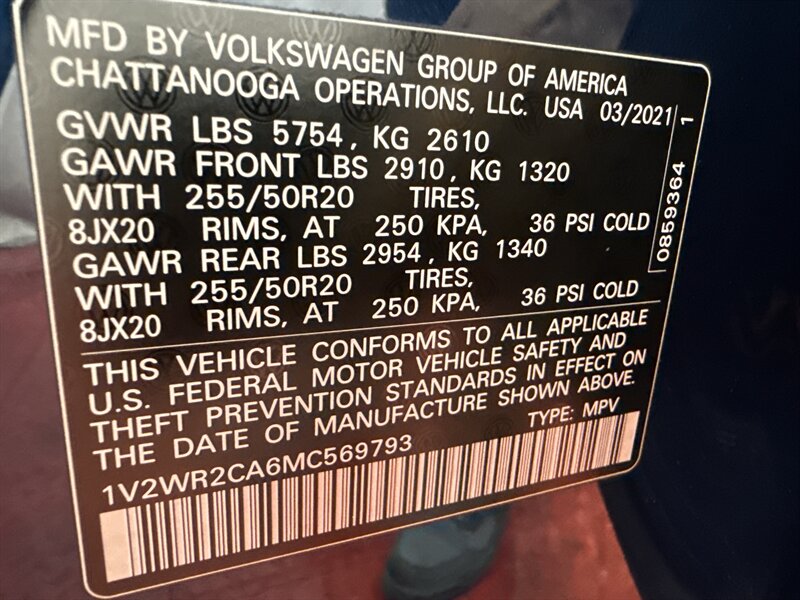 MFD BY VOLKSWAGEN GROUP OF AMERICA
CHATTANOOGA OPERATIONS, LLC. USA 03/2021
GVWR LBS 5754, KG 2610
GAWR FRONT LBS 2910, KG 1320
WITH 255/50R20 TIRES,
8JX20 RIMS, AT 250 KPA, 36 PSI COLD
GAWR REAR LBS 2954, KG 1340
WITH 255/50R20 TIRES,
8JX20 RIMS, AT 250 KPA, 36 PSI COLD
0859364 1
THIS VEHICLE CONFORMS TO ALL APPLICABLE
U.S. FEDERAL MOTOR VEHICLE SAFETY AND
THEFT PREVENTION STANDARDS IN EFFECT ON
THE DATE OF MANUFACTURE SHOWN ABOVE.
1V2WR2CA6MC569793 TYPE: MPV